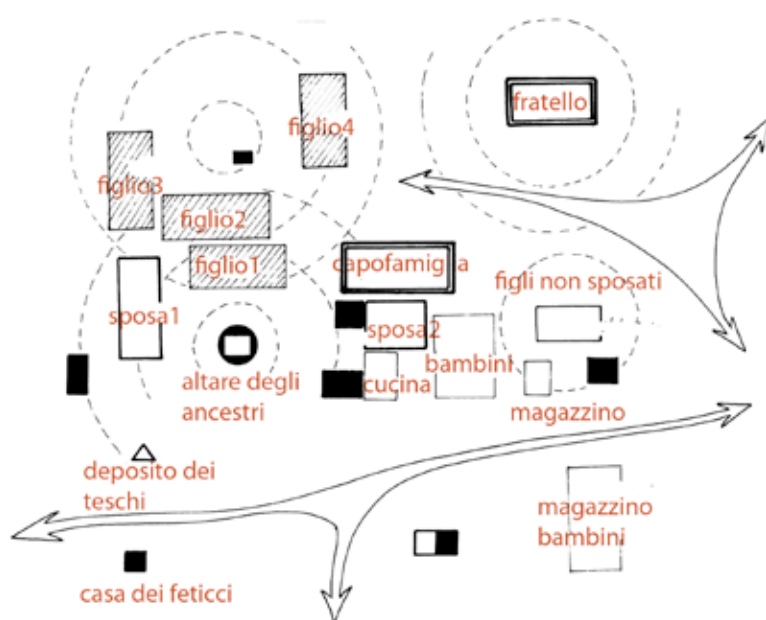 fratello
figlio4
figlio3
figlio2
figlio1
capofamiglia
figli non sposati
sposa1
sposa2
bambini
cucina
altare degli
ancestri
magazzino
deposito dei
teschi
magazzino
bambini
casa dei feticci